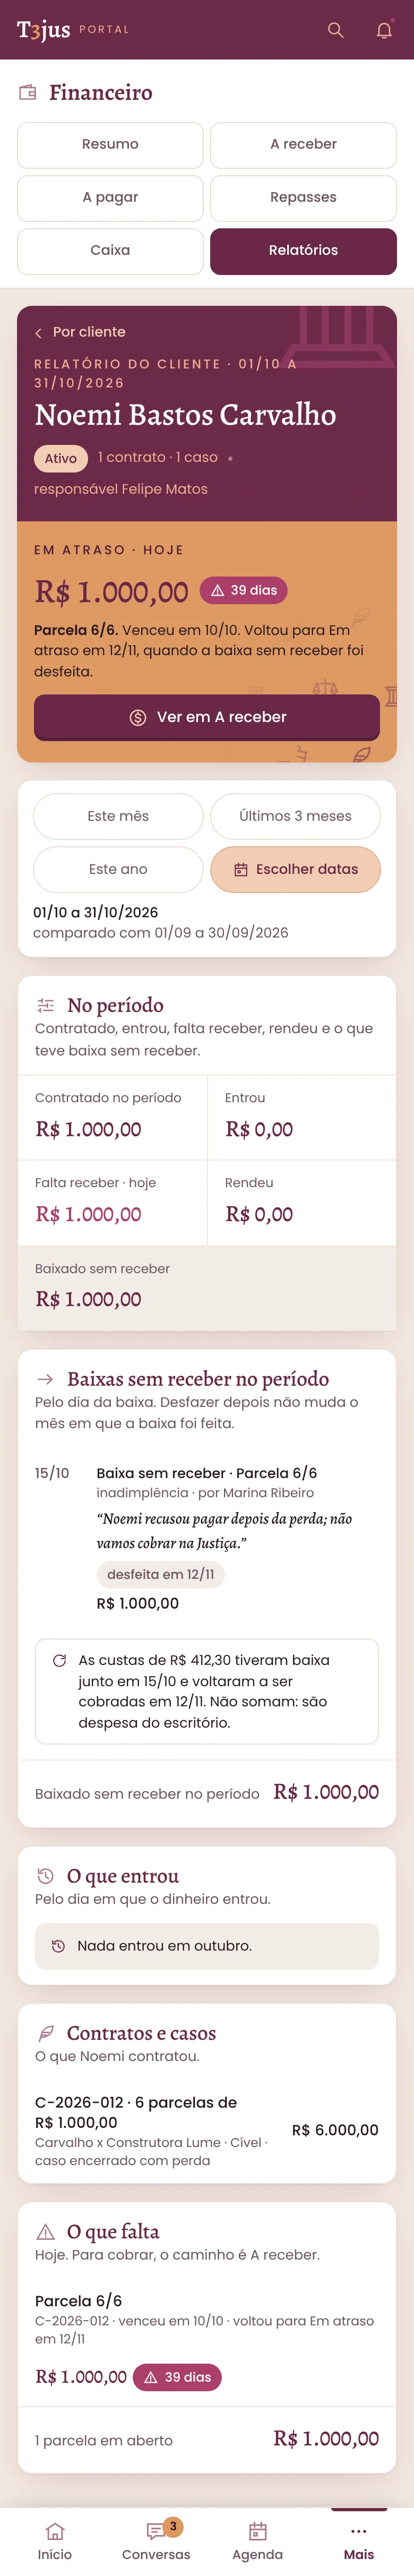 T3jus PORTAL
Financeiro
Resumo
A receber
A pagar
Repasses
Caixa
Relatórios
Por cliente
RELATÓRIO DO CLIENTE · 01/10 A
31/10/2026
Noemi Bastos Carvalho
Ativo 1 contrato · 1 caso
responsável Felipe Matos
EM ATRASO · HOJE
R$ 1.000,00 39 dias
Parcela 6/6. Venceu em 10/10. Voltou para Em
atraso em 12/11, quando a baixa sem receber foi
desfeita.
Ver em A receber
Este mês
Últimos 3 meses
Este ano
Escolher datas
01/10 a 31/10/2026
comparado com 01/09 a 30/09/2026
No período
Contratado, entrou, falta receber, rendeu e o que
teve baixa sem receber.
Contratado no período
R$ 1.000,00
Entrou
R$ 0,00
Falta receber · hoje
R$ 1.000,00
Rendeu
R$ 0,00
Baixado sem receber
R$ 1.000,00
Baixas sem receber no período
Pelo dia da baixa. Desfazer depois não muda o
mês em que a baixa foi feita.
15/10 Baixa sem receber · Parcela 6/6
inadimplência · por Marina Ribeiro
“Noemi recusou pagar depois da perda; não
vamos cobrar na Justiça.”
desfeita em 12/11
R$ 1.000,00
As custas de R$ 412,30 tiveram baixa
junto em 15/10 e voltaram a ser
cobradas em 12/11. Não somam: são
despesa do escritório.
Baixado sem receber no período R$ 1.000,00
O que entrou
Pelo dia em que o dinheiro entrou.
Nada entrou em outubro.
Contratos e casos
O que Noemi contratou.
C-2026-012 · 6 parcelas de
R$ 1.000,00
R$ 6.000,00
Carvalho x Construtora Lume · Cível ·
caso encerrado com perda
O que falta
Hoje. Para cobrar, o caminho é A receber.
Parcela 6/6
C-2026-012 · venceu em 10/10 · voltou para Em atraso
em 12/11
R$ 1.000,00 39 dias
1 parcela em aberto R$ 1.000,00
3
Início
Conversas
Agenda
Mais